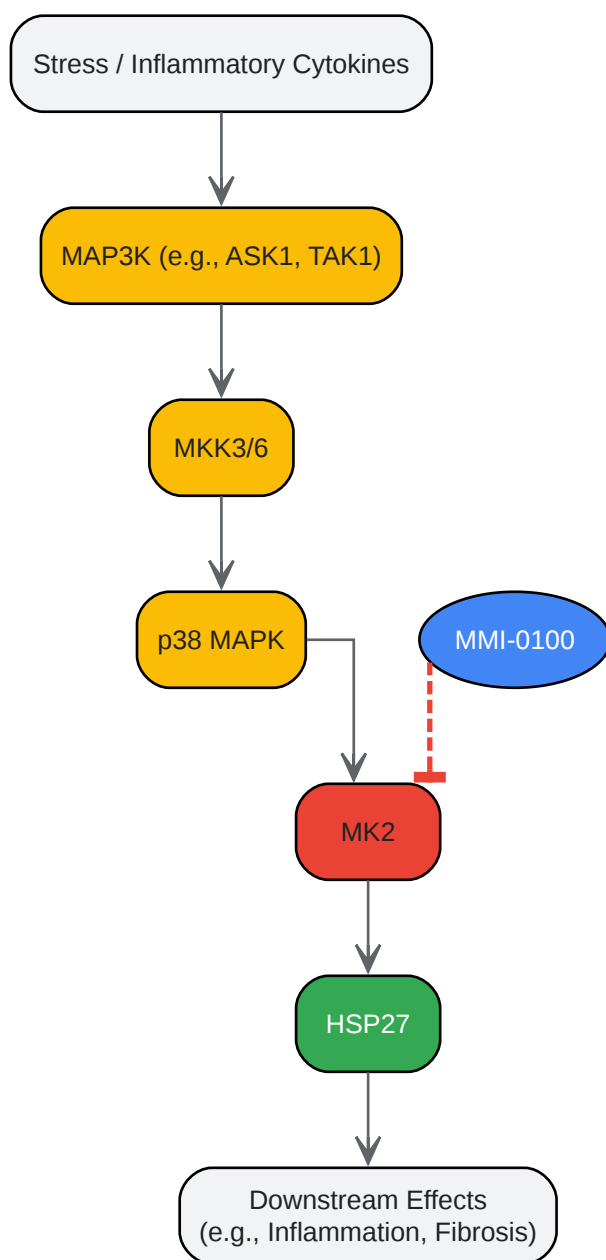 Stress / Inflammatory Cytokines
MAP3K (e.g., ASK1, TAK1)
MKK3/6
p38 MAPK
MMI-0100
MK2
HSP27
Downstream Effects
(e.g., Inflammation, Fibrosis)